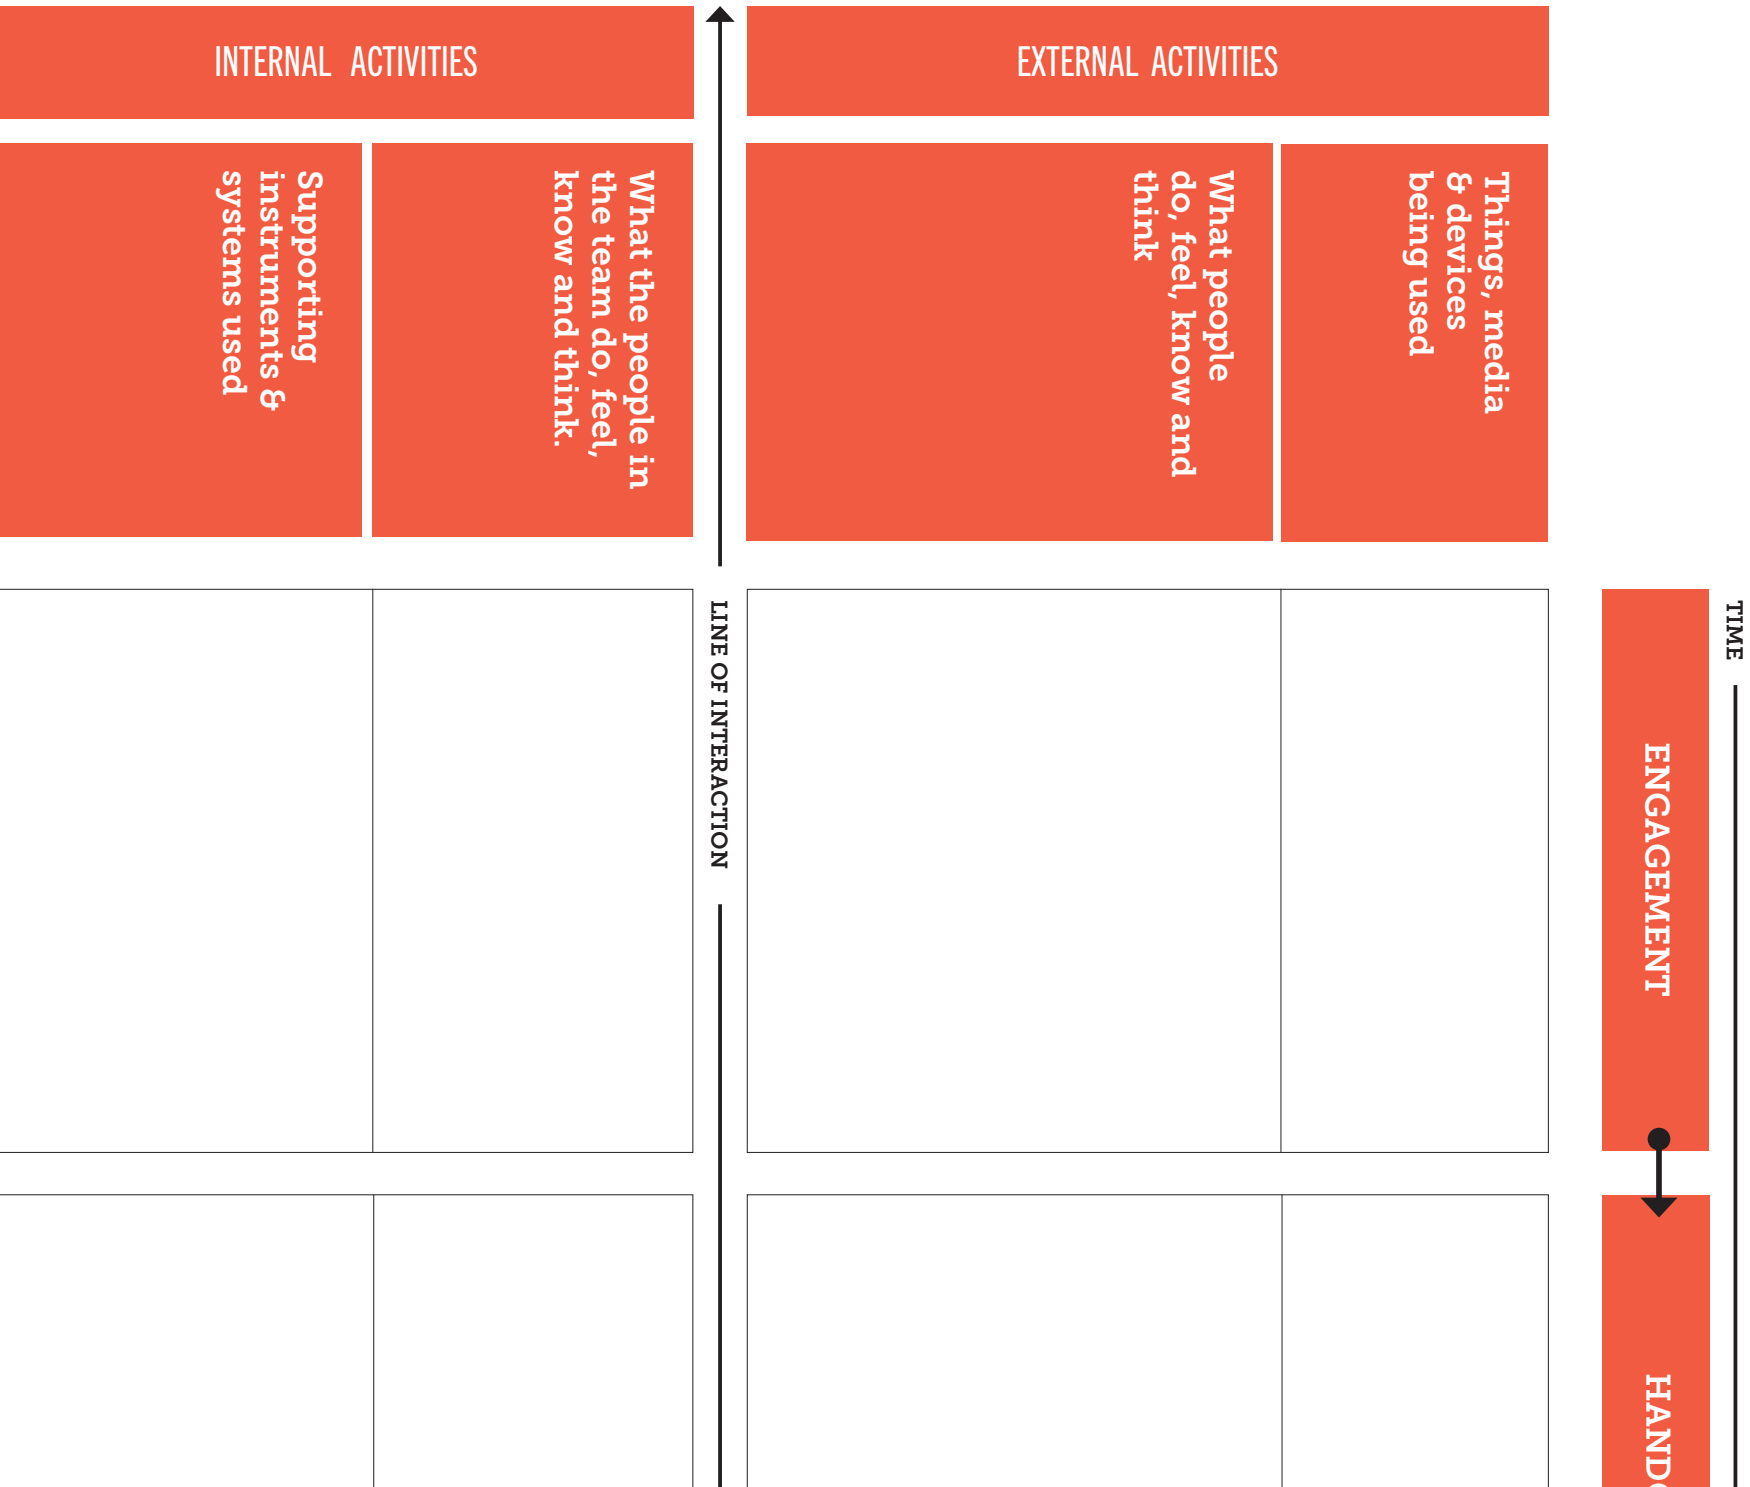 INTERNAL ACTIVITIES
EXTERNAL ACTIVITIES
Supporting
instruments &
systems used
What the people in
the team do, feel,
know and think.
What people
do, feel, know and
think
Things, media
& devices
being used
LINE OF INTERACTION
TIME
ENGAGEMENT